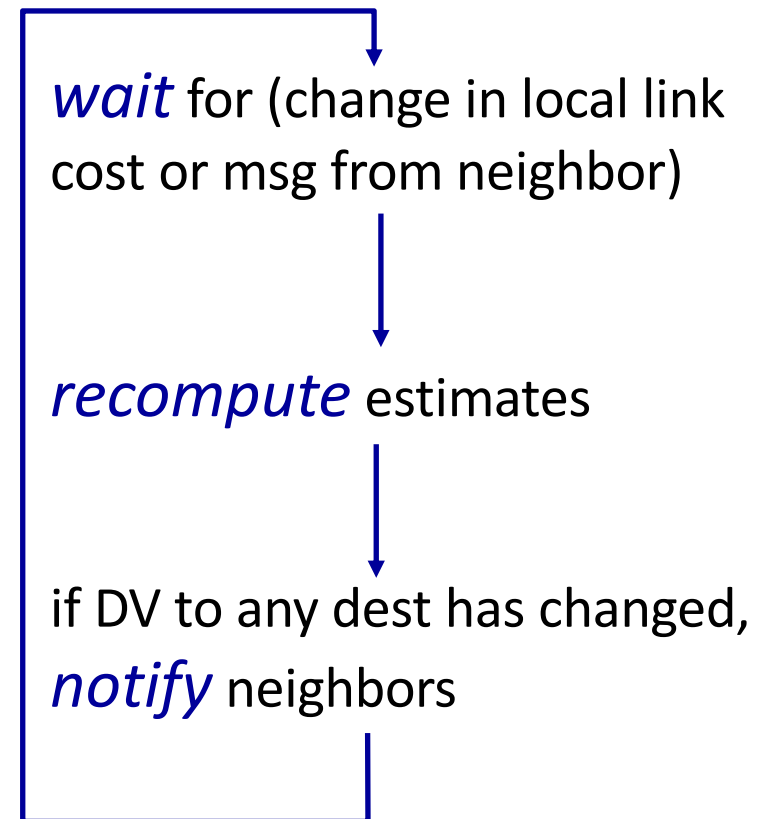 wait for (change in local link
cost or msg from neighbor)
recompute estimates
if DV to any dest has changed,
notify neighbors